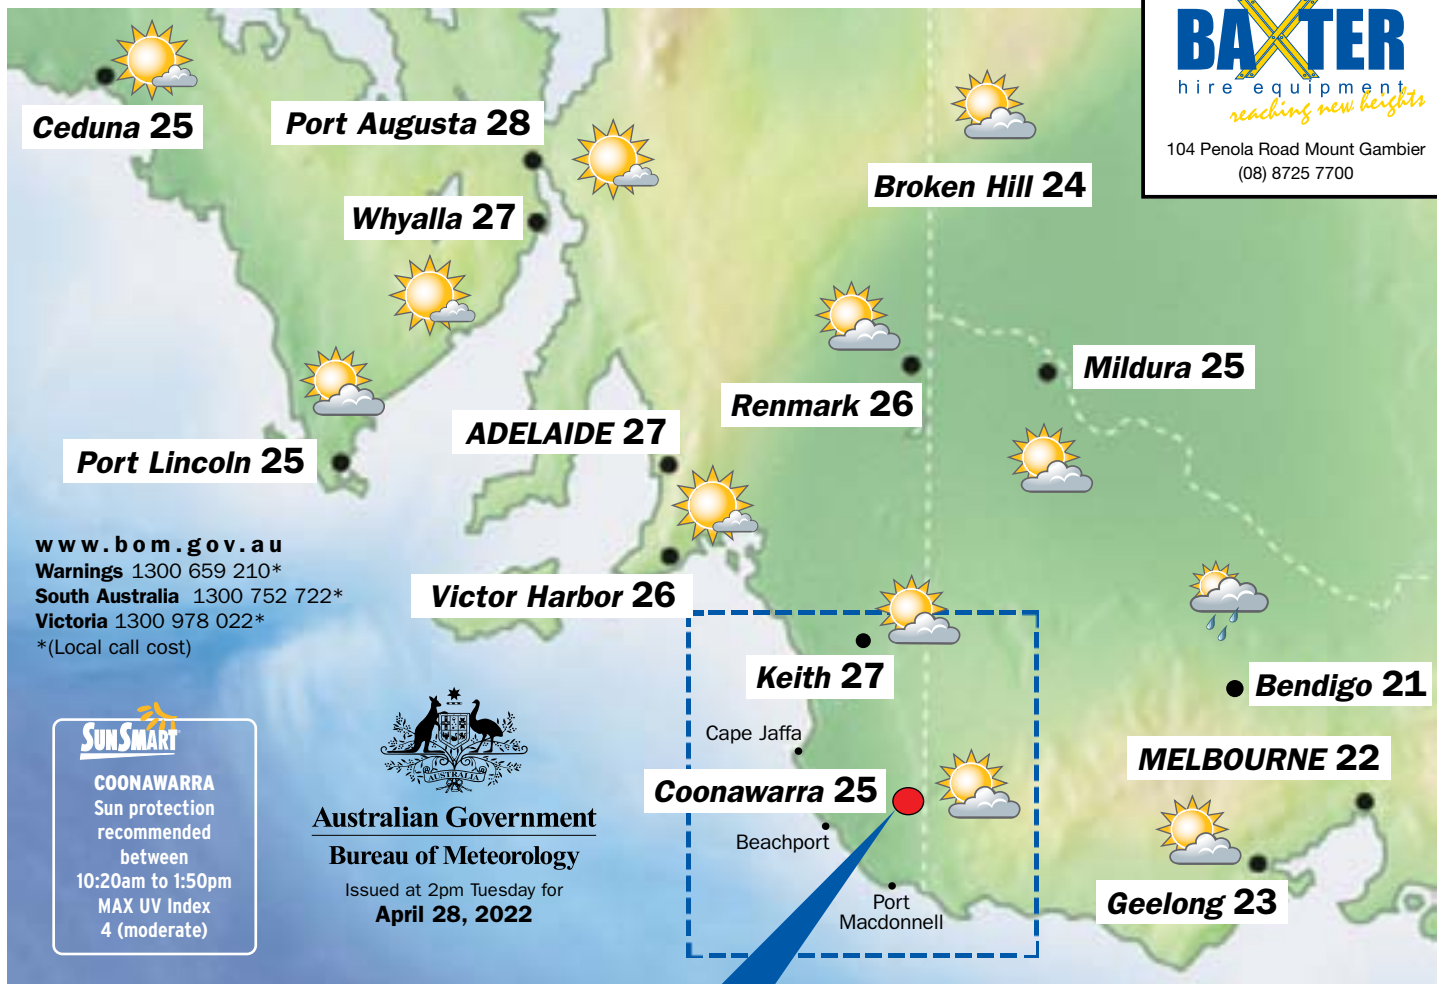 BAXTER
hire equipment
reaching new heights
104 Penola Road Mount Gambier
(08) 8725 7700
Ceduna 25
Port Augusta 28
Whyalla 27
Broken Hill 24
Renmark 26
Mildura 25
ADELAIDE 27
Port Lincoln 25
Victor Harbor 26
www.bom.gov.au
Warnings 1300 659 210*
South Australia 1300 752 722*
Victoria 1300 978 022*
*(Local call cost)
Keith 27
Bendigo 21
Cape Jaffa
MELBOURNE 22
Coonawarra 25
Beachport
Port
Macdonnell
Geelong 23
SUNSMART
COONAWARRA
Sun protection
recommended
between
10:20am to 1:50pm
MAX UV Index
4 (moderate)
AUSTRALIA
Australian Government
Bureau of Meteorology
Issued at 2pm Tuesday for
April 28, 2022